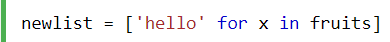 newlist = ['hello' for x in fruits]